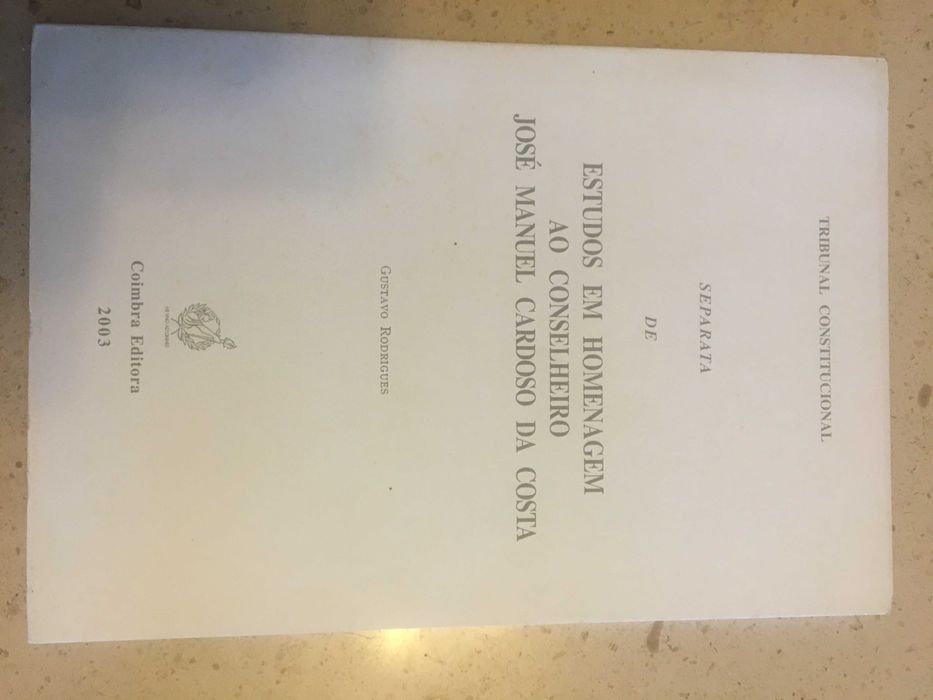 TRIBUNAL CONSTITUCIONAL
SEPARATA
DE
ESTUDOS EM HOMENAGEM
AO CONSELHEIRO
JOSÉ MANUEL CARDOSO DA COSTA
GUSTAVO RODRIGUES
Coimbra Editora
2003